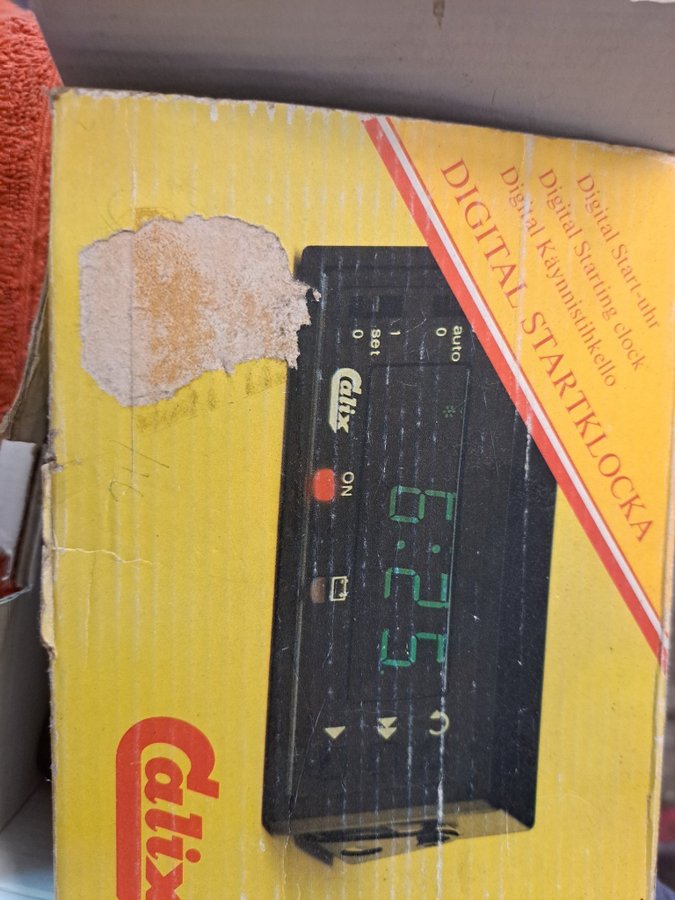 Digital Start-uhr
Digital Starting clock
Digital Käynnistihkello
DIGITAL STARTKLOCKA
auto
0
1
set
0
Calix
6:25
ON
Calix